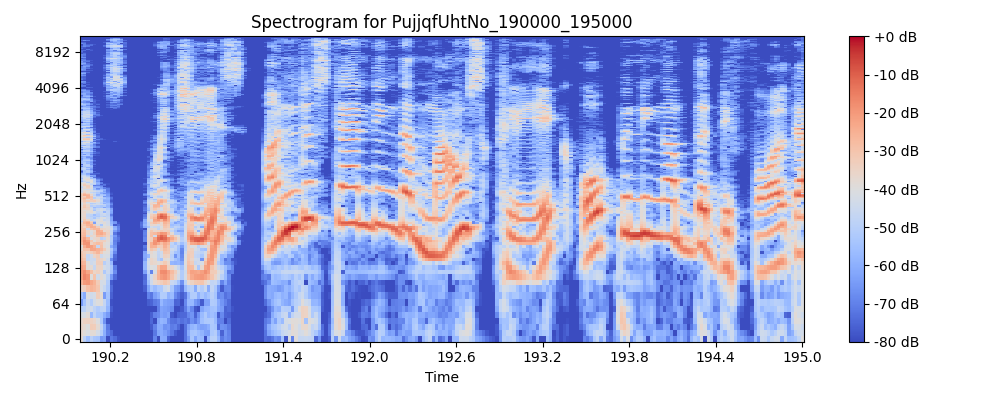 Spectrogram for PujjqfUhtNo_190000_195000
Hz
8192
4096
2048
1024
512
256
128
64
0
190.2 190.8 191.4 192.0 192.6 193.2 193.8 194.4 195.0
Time
+0 dB
-10 dB
-20 dB
-30 dB
-40 dB
-50 dB
-60 dB
-70 dB
-80 dB